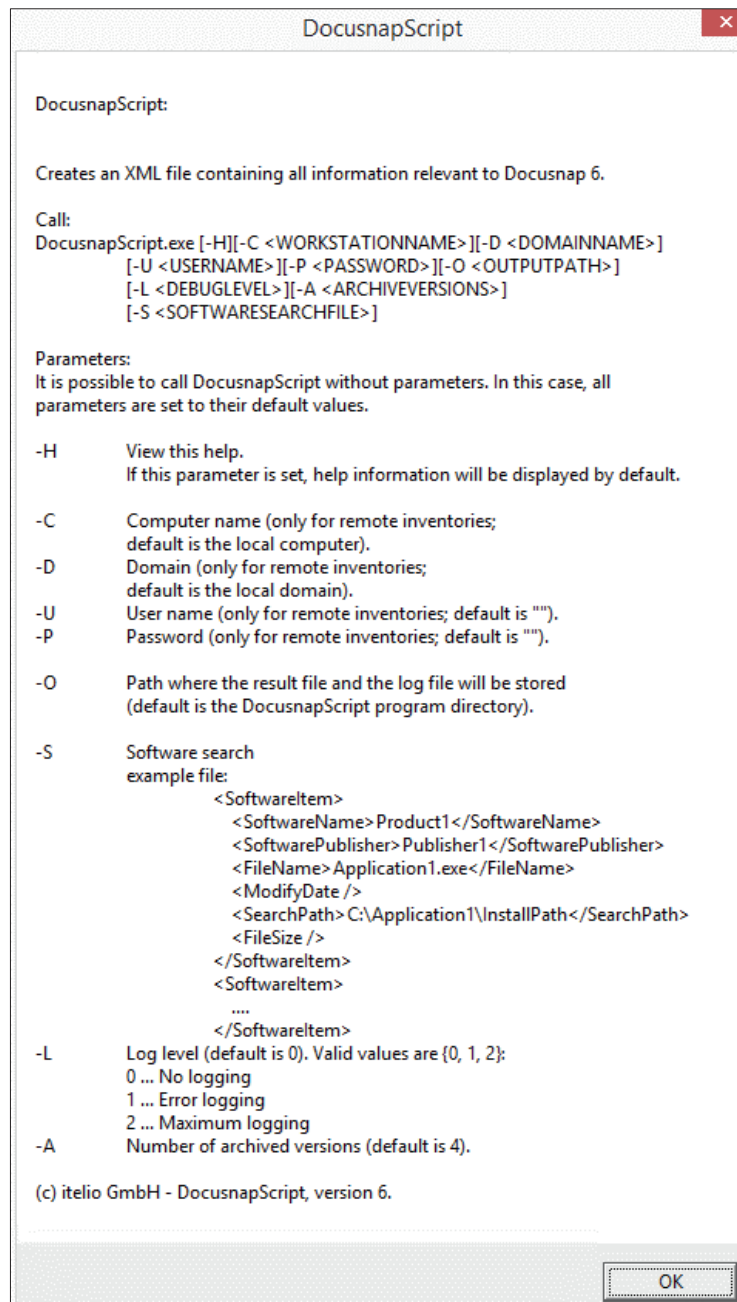 DocusnapScript
DocusnapScript:
Creates an XML file containing all information relevant to Docusnap 6.
Call:
DocusnapScript.exe [-H][-C <WORKSTATIONNAME>][-D <DOMAINNAME>]
[-U <USERNAME>][-P <PASSWORD>][-O <OUTPUTPATH>]
[-L <DEBUGLEVEL>][-A <ARCHIVEVERSIONS>]
[-S <SOFTWARESEARCHFILE>]
Parameters:
It is possible to call DocusnapScript without parameters. In this case, all
parameters are set to their default values.
-H View this help.
If this parameter is set, help information will be displayed by default.
-C Computer name (only for remote inventories;
default is the local computer).
-D Domain (only for remote inventories;
default is the local domain).
-U User name (only for remote inventories; default is "").
-P Password (only for remote inventories; default is "").
-O Path where the result file and the log file will be stored
(default is the DocusnapScript program directory).
-S Software search
example file:
<SoftwareItem>
<SoftwareName>Product1</SoftwareName>
<SoftwarePublisher>Publisher1</SoftwarePublisher>
<FileName>Application1.exe</FileName>
<ModifyDate />
<SearchPath>C:\Application1\InstallPath</SearchPath>
<FileSize />
</SoftwareItem>
<SoftwareItem>
....
</SoftwareItem>
-L Log level (default is 0). Valid values are {0, 1, 2}:
0 ... No logging
1 ... Error logging
2 ... Maximum logging
-A Number of archived versions (default is 4).
(c) itelio GmbH - DocusnapScript, version 6.
OK